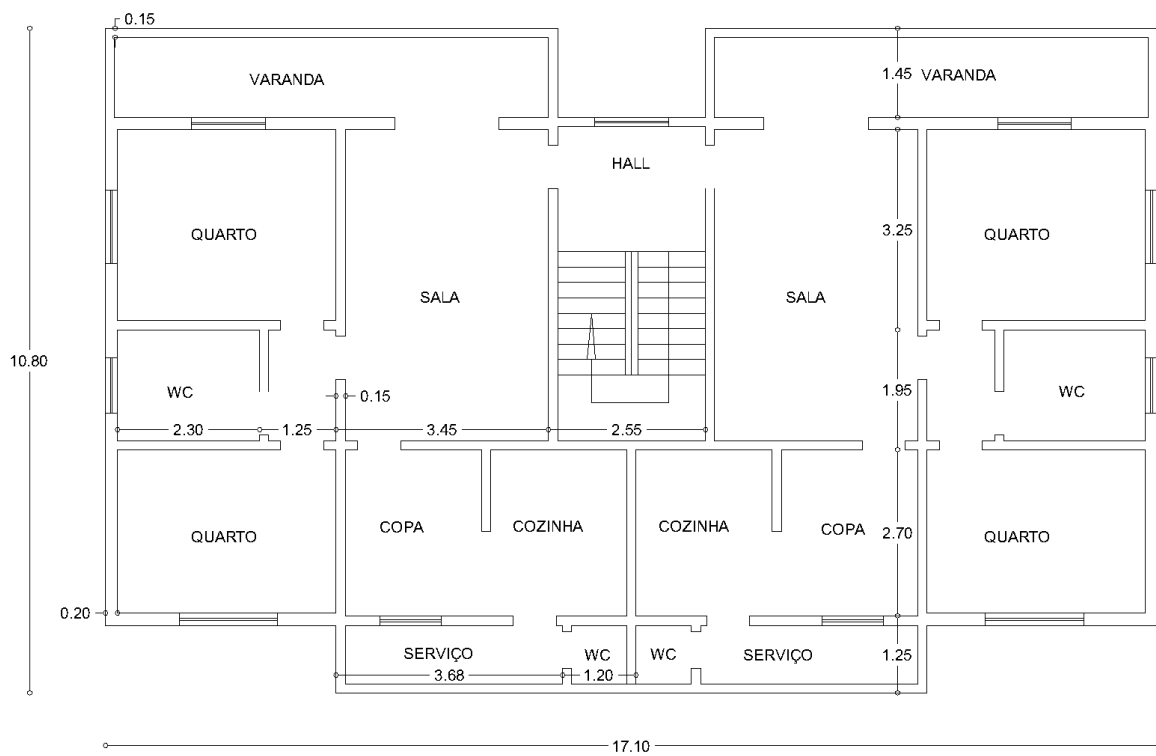 0.15
VARANDA
1.45
VARANDA
HALL
QUARTO
3.25
QUARTO
SALA
SALA
10.80
WC
0.15
1.95
WC
2.30
1.25
3.45
2.55
COPA
COZINHA
COZINHA
COPA
QUARTO
2.70
QUARTO
0.20
SERVIÇO
WC
WC
SERVIÇO
1.25
3.68
1.20
17.10